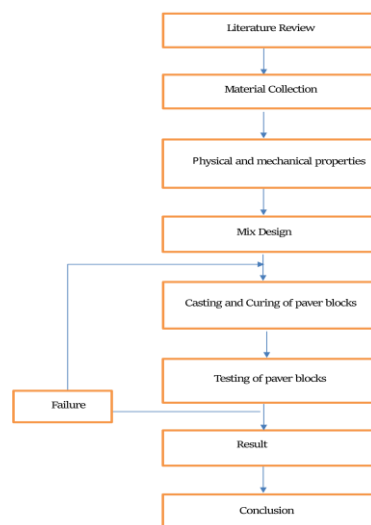 Literature Review
Material Collection
Physical and mechanical properties
Mix Design
Casting and Curing of paver blocks
Testing of paver blocks
Failure
Result
Conclusion